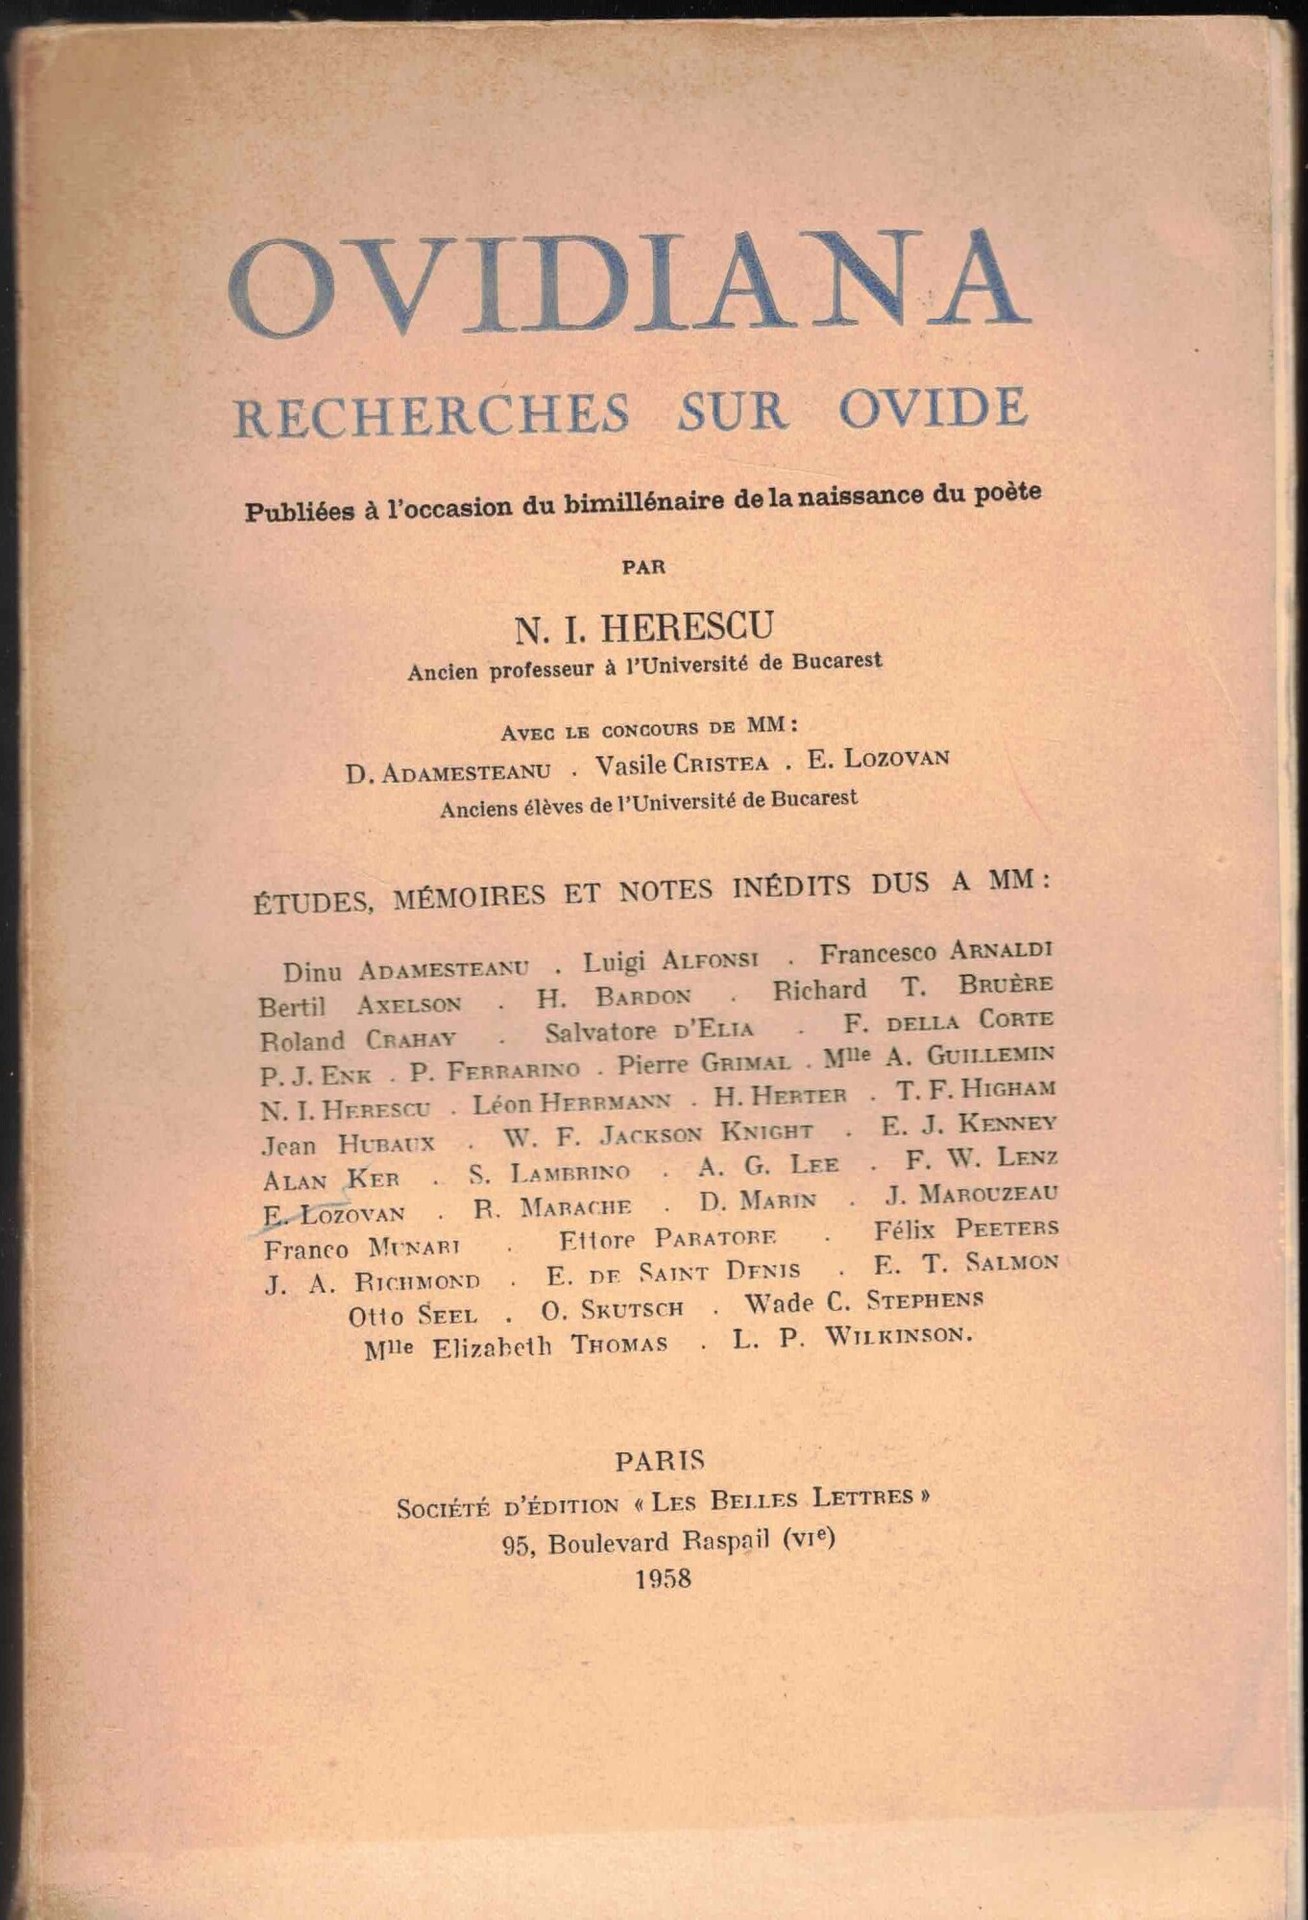 OVIDIANA
RECHERCHES SUR OVIDE
Publiées à l'occasion du bimillénaire de la naissance du poète
PAR
N. I. HERESCU
Ancien professeur à l'Université de Bucarest
AVEC LE CONCOURS DE MM :
D. ADAMESTEANU . Vasile CRISTEA . E. LOZOVAN
Anciens élèves de l'Université de Bucarest
ÉTUDES, MÉMOIRES ET NOTES INÉDITS DUS A MM :
Dinu ADAMESTEANU . Luigi ALFONSI . Francesco ARNALDI
Bertil AXELSON . H. BARDON . Richard T. BRUÈRE
Roland CRAHAY . Salvatore D'ELIA . F. DELLA CORTE
P. J. ENK . P. FERRARINO . Pierre GRIMAL . Mlle A. GUILLEMIN
N. I. HERESCU . Léon HERRMANN . H. HERTER . T. F. HIGHAM
Jean HUBAUX . W. F. JACKSON KNIGHT . E. J. KENNEY
ALAN KER . S. LAMBRINO . A. G. LEE . F. W. LENZ
E. LOZOVAN . R. MARACHE . D. MARIN . J. MAROUZEAU
Franco MUNARI . Ettore PARATORE . Félix PEETERS
J. A. RICHMOND . E. DE SAINT DENIS . E. T. SALMON
Otto SEEL . O. SKUTSCH . Wade C. STEPHENS
Mlle Elizabeth THOMAS . L. P. WILKINSON.
PARIS
SOCIÉTÉ D'ÉDITION « LES BELLES LETTRES »
95, Boulevard Raspail (VIe)
1958